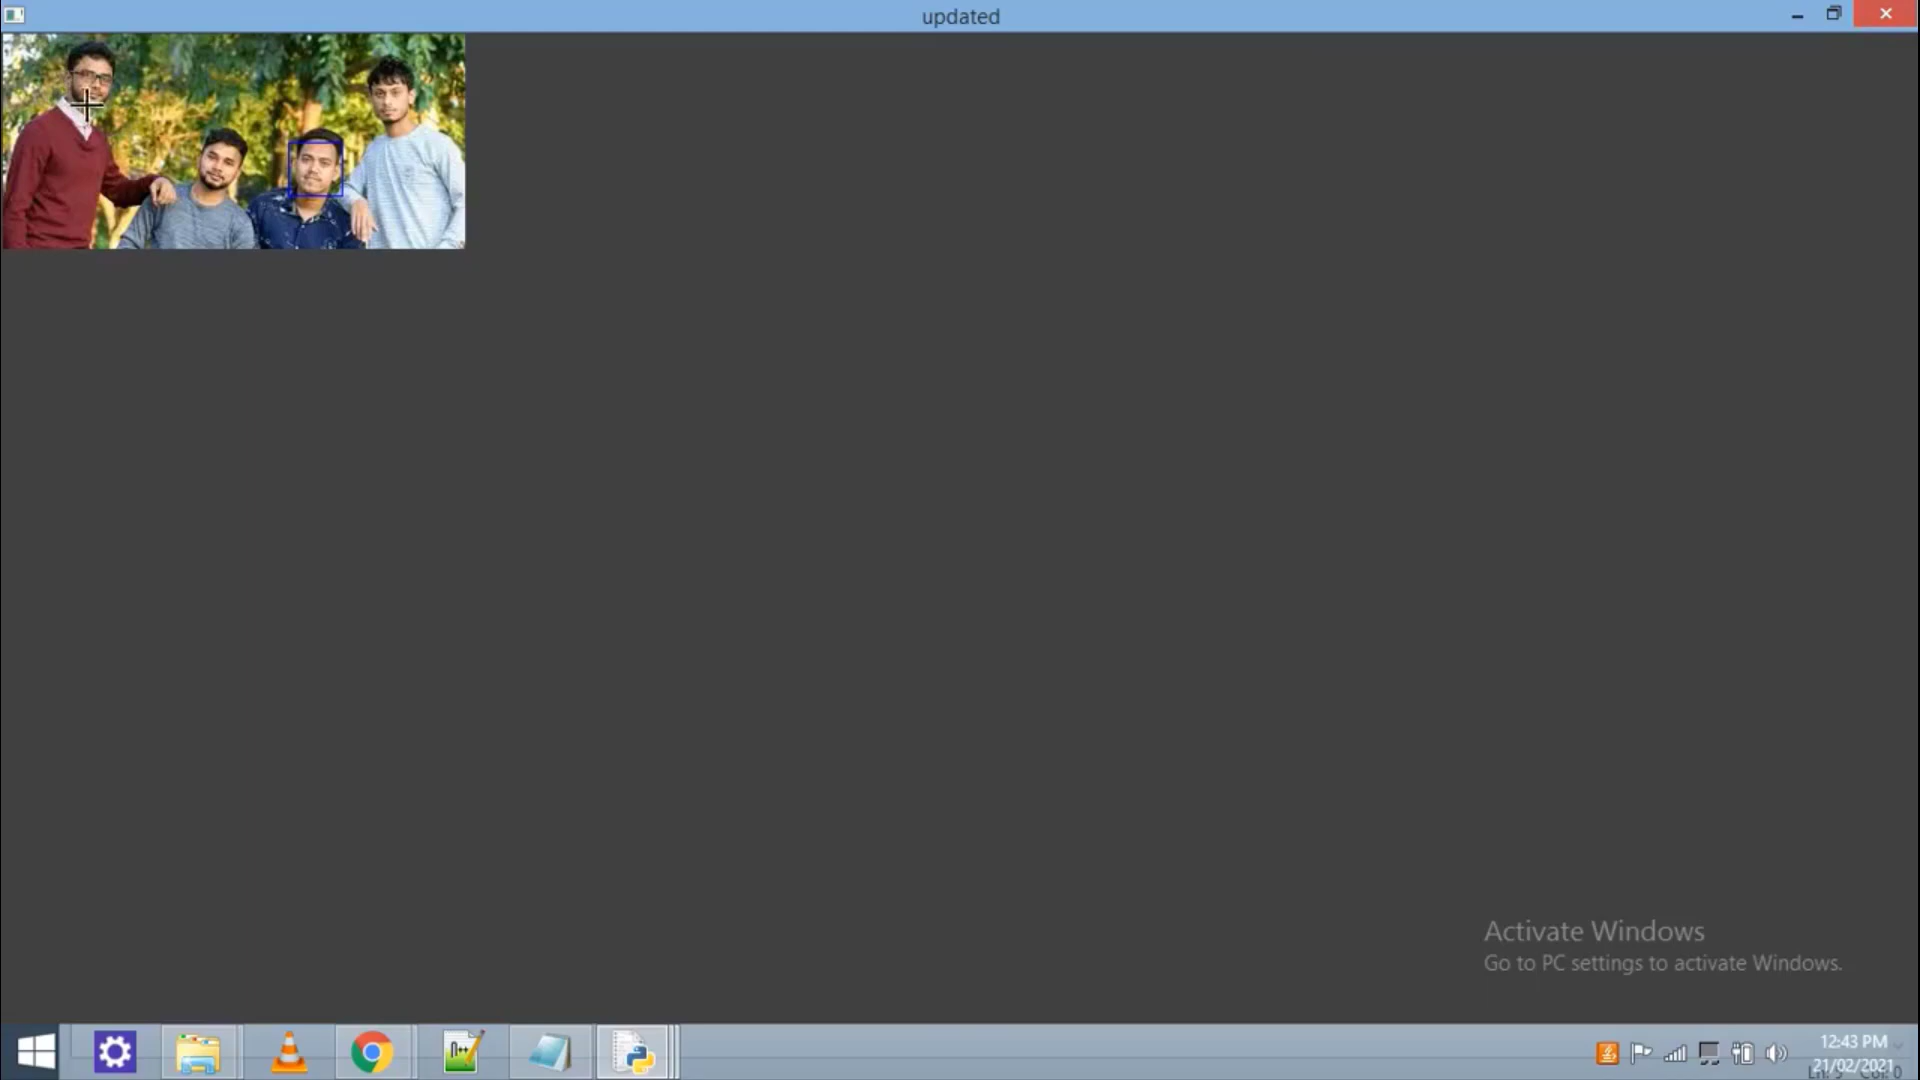 updated
Activate Windows
Go to PC settings to activate Windows.
12:43 PM
21/02/2021